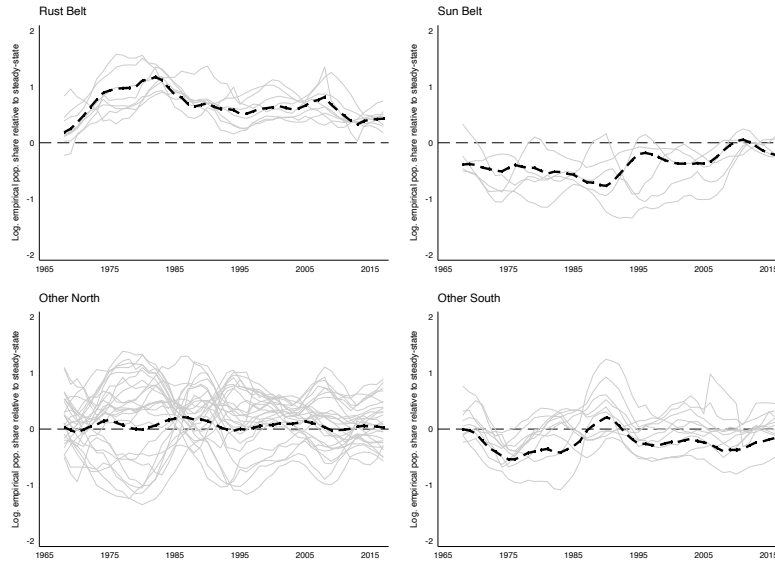 Rust Belt
Log. empirical pop. share relative to steady-state
2
1
0
-1
-2
1965 1975 1985 1995 2005 2015
Sun Belt
Log. empirical pop. share relative to steady-state
2
1
0
-1
-2
1965 1975 1985 1995 2005 2015
Other North
Log. empirical pop. share relative to steady-state
2
1
0
-1
-2
1965 1975 1985 1995 2005 2015
Other South
Log. empirical pop. share relative to steady-state
2
1
0
-1
-2
1965 1975 1985 1995 2005 2015